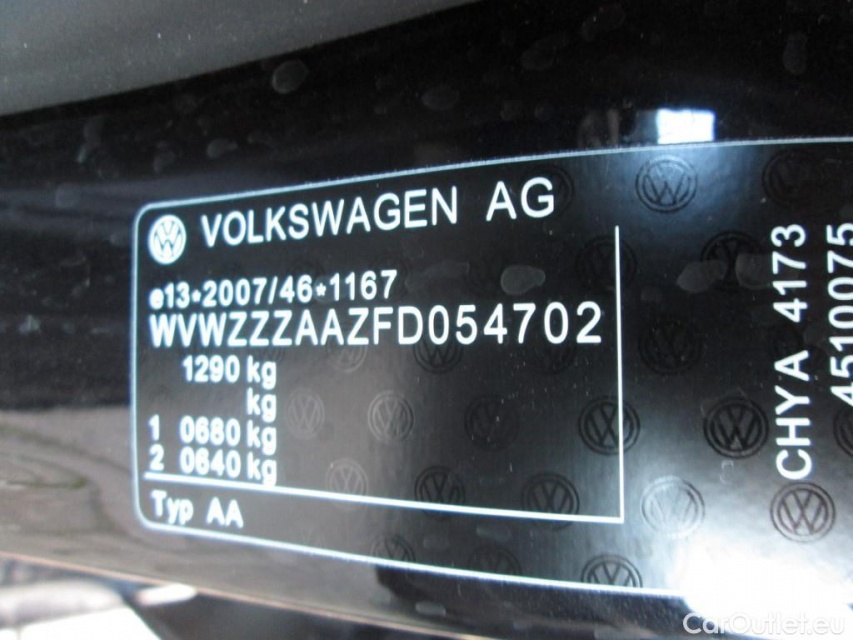 VOLKSWAGEN AG
e13*2007/46*1167
WVWZZZAAZFD054702
1290 kg
kg
1 0680 kg
2 0640 kg
Typ AA
CHYA 4173
4510075
CarOutlet.eu